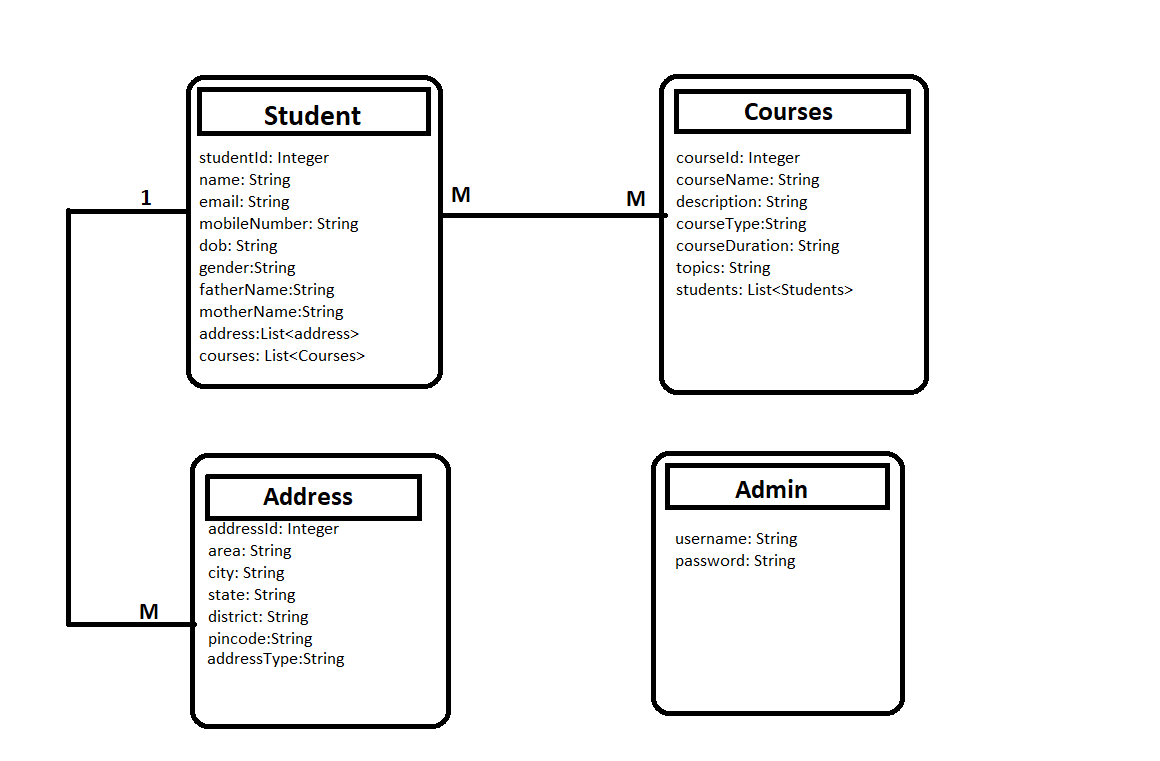 Student
studentId: Integer
name: String
email: String
mobileNumber: String
dob: String
gender:String
fatherName:String
motherName:String
address:List<address>
courses: List<Courses>
Courses
courseId: Integer
courseName: String
description: String
courseType:String
courseDuration: String
topics: String
students: List<Students>
1
M
M
Address
addressId: Integer
area: String
city: String
state: String
district: String
pincode:String
addressType:String
M
Admin
username: String
password: String